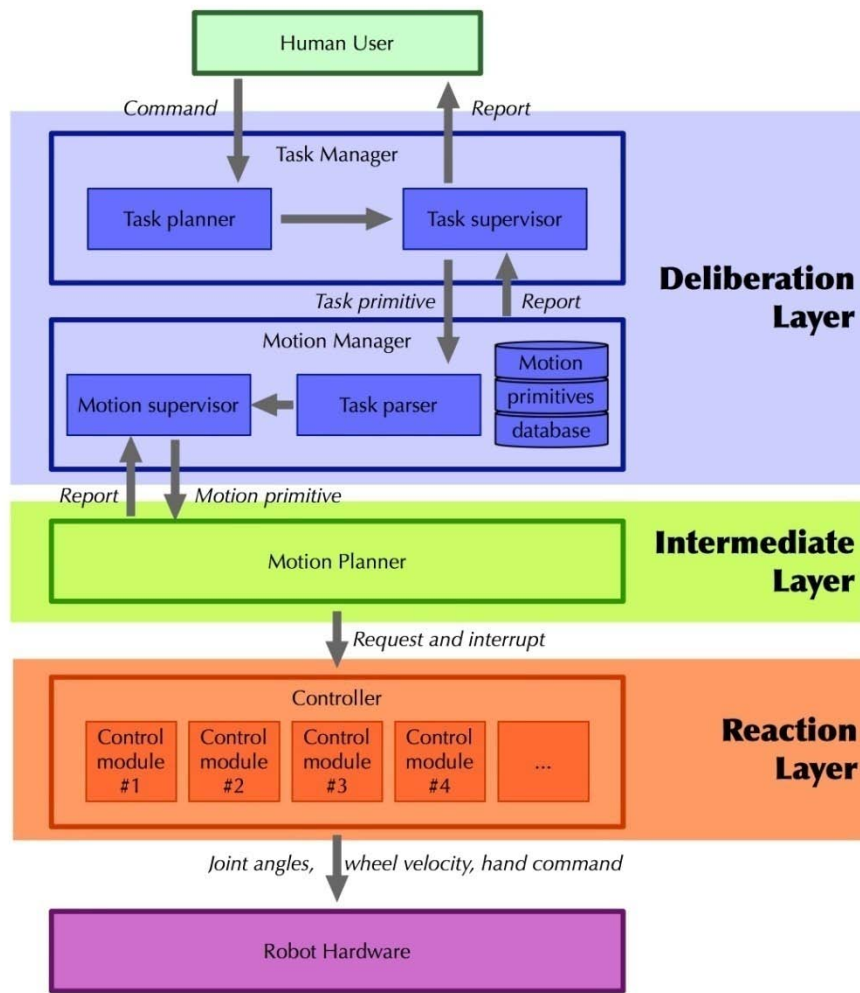 Human User
Command
Report
Task Manager
Task planner
Task supervisor
Deliberation
Layer
Task primitive
Report
Motion Manager
Motion supervisor
Task parser
Motion
primitives
database
Report
Motion primitive
Motion Planner
Intermediate
Layer
Request and interrupt
Controller
Control
module
#1
Control
module
#2
Control
module
#3
Control
module
#4
...
Reaction
Layer
Joint angles, wheel velocity, hand command
Robot Hardware